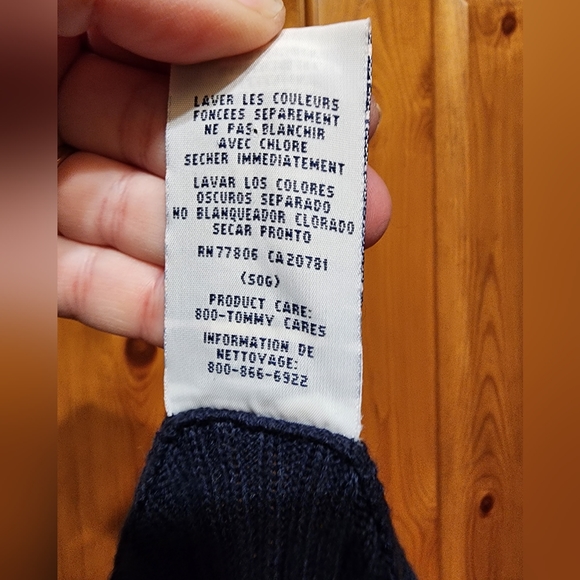 LAVER LES COULEURS
FONCEES SEPAREMENT
NE PAS BLANCHIR
AVEC CHLORE
SECHER IMMEDIATEMENT
LAVAR LOS COLORES
OSCUROS SEPARADO
NO BLANQUEADOR CLORADO
SECAR PRONTO
RN77806 CA20781
(SOG)
PRODUCT CARE:
800-TOMMY CARES
INFORMATION DE
NETTOYAGE:
800-866-6922